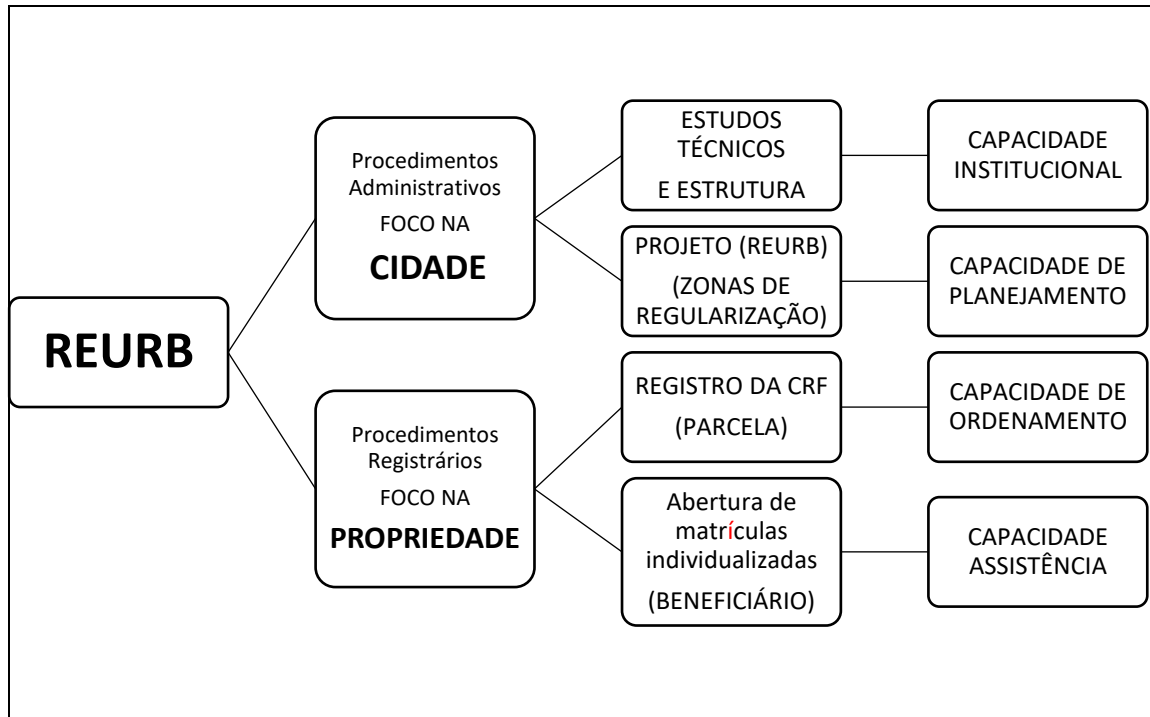 REURB
Procedimentos
Administrativos
FOCO NA
CIDADE
ESTUDOS
TÉCNICOS
E ESTRUTURA
CAPACIDADE
INSTITUCIONAL
PROJETO (REURB)
(ZONAS DE
REGULARIZAÇÃO)
CAPACIDADE DE
PLANEJAMENTO
Procedimentos
Registrários
FOCO NA
PROPRIEDADE
REGISTRO DA CRF
(PARCELA)
CAPACIDADE DE
ORDENAMENTO
Abertura de
matrículas
individualizadas
(BENEFICIÁRIO)
CAPACIDADE
ASSISTÊNCIA